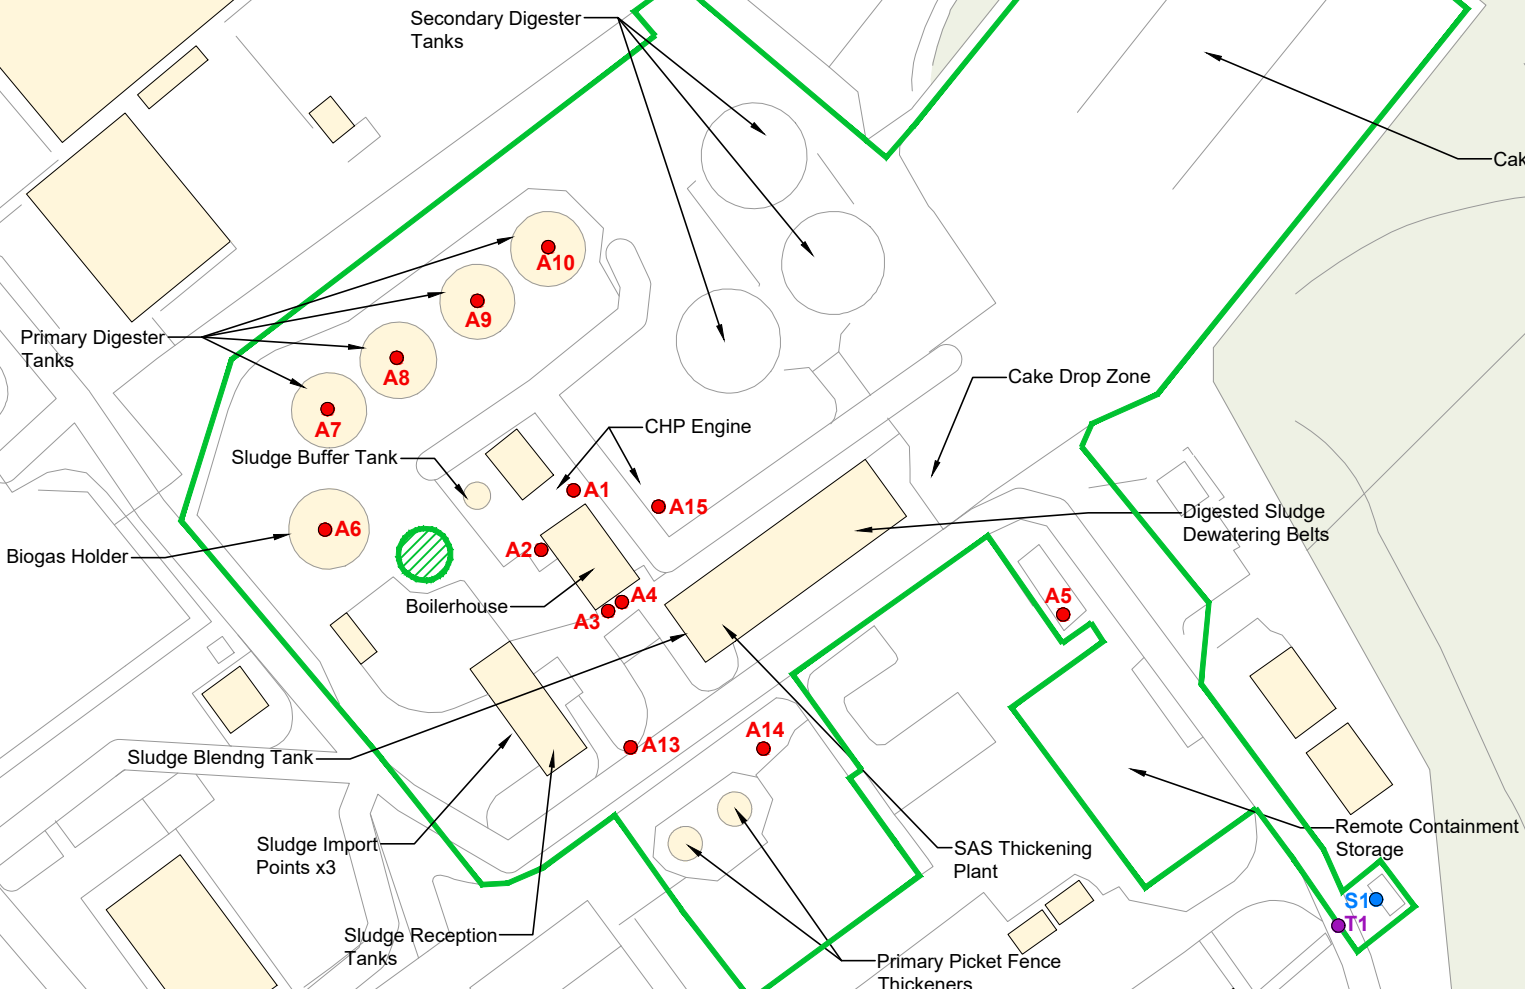 Secondary Digester
Tanks
Cak
A10
A9
Primary Digester
Tanks
A8
A7
Cake Drop Zone
CHP Engine
Sludge Buffer Tank
A1
A15
Digested Sludge
Dewatering Belts
A6
Biogas Holder
A2
Boilerhouse
A4
A3
A5
A13
A14
Sludge Blendng Tank
Sludge Import
Points x3
SAS Thickening
Plant
Remote Containment
Storage
S1
T1
Sludge Reception
Tanks
Primary Picket Fence
Thickeners